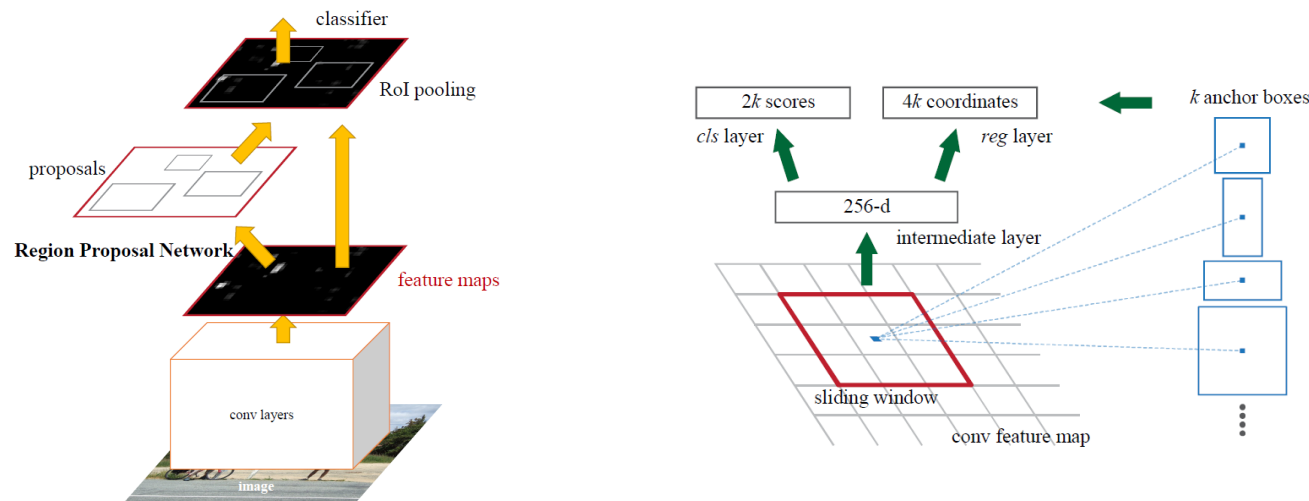 classifier
RoI pooling
proposals
Region Proposal Network
feature maps
conv layers
image
2k scores
4k coordinates
k anchor boxes
cls layer
reg layer
256-d
intermediate layer
sliding window
conv feature map